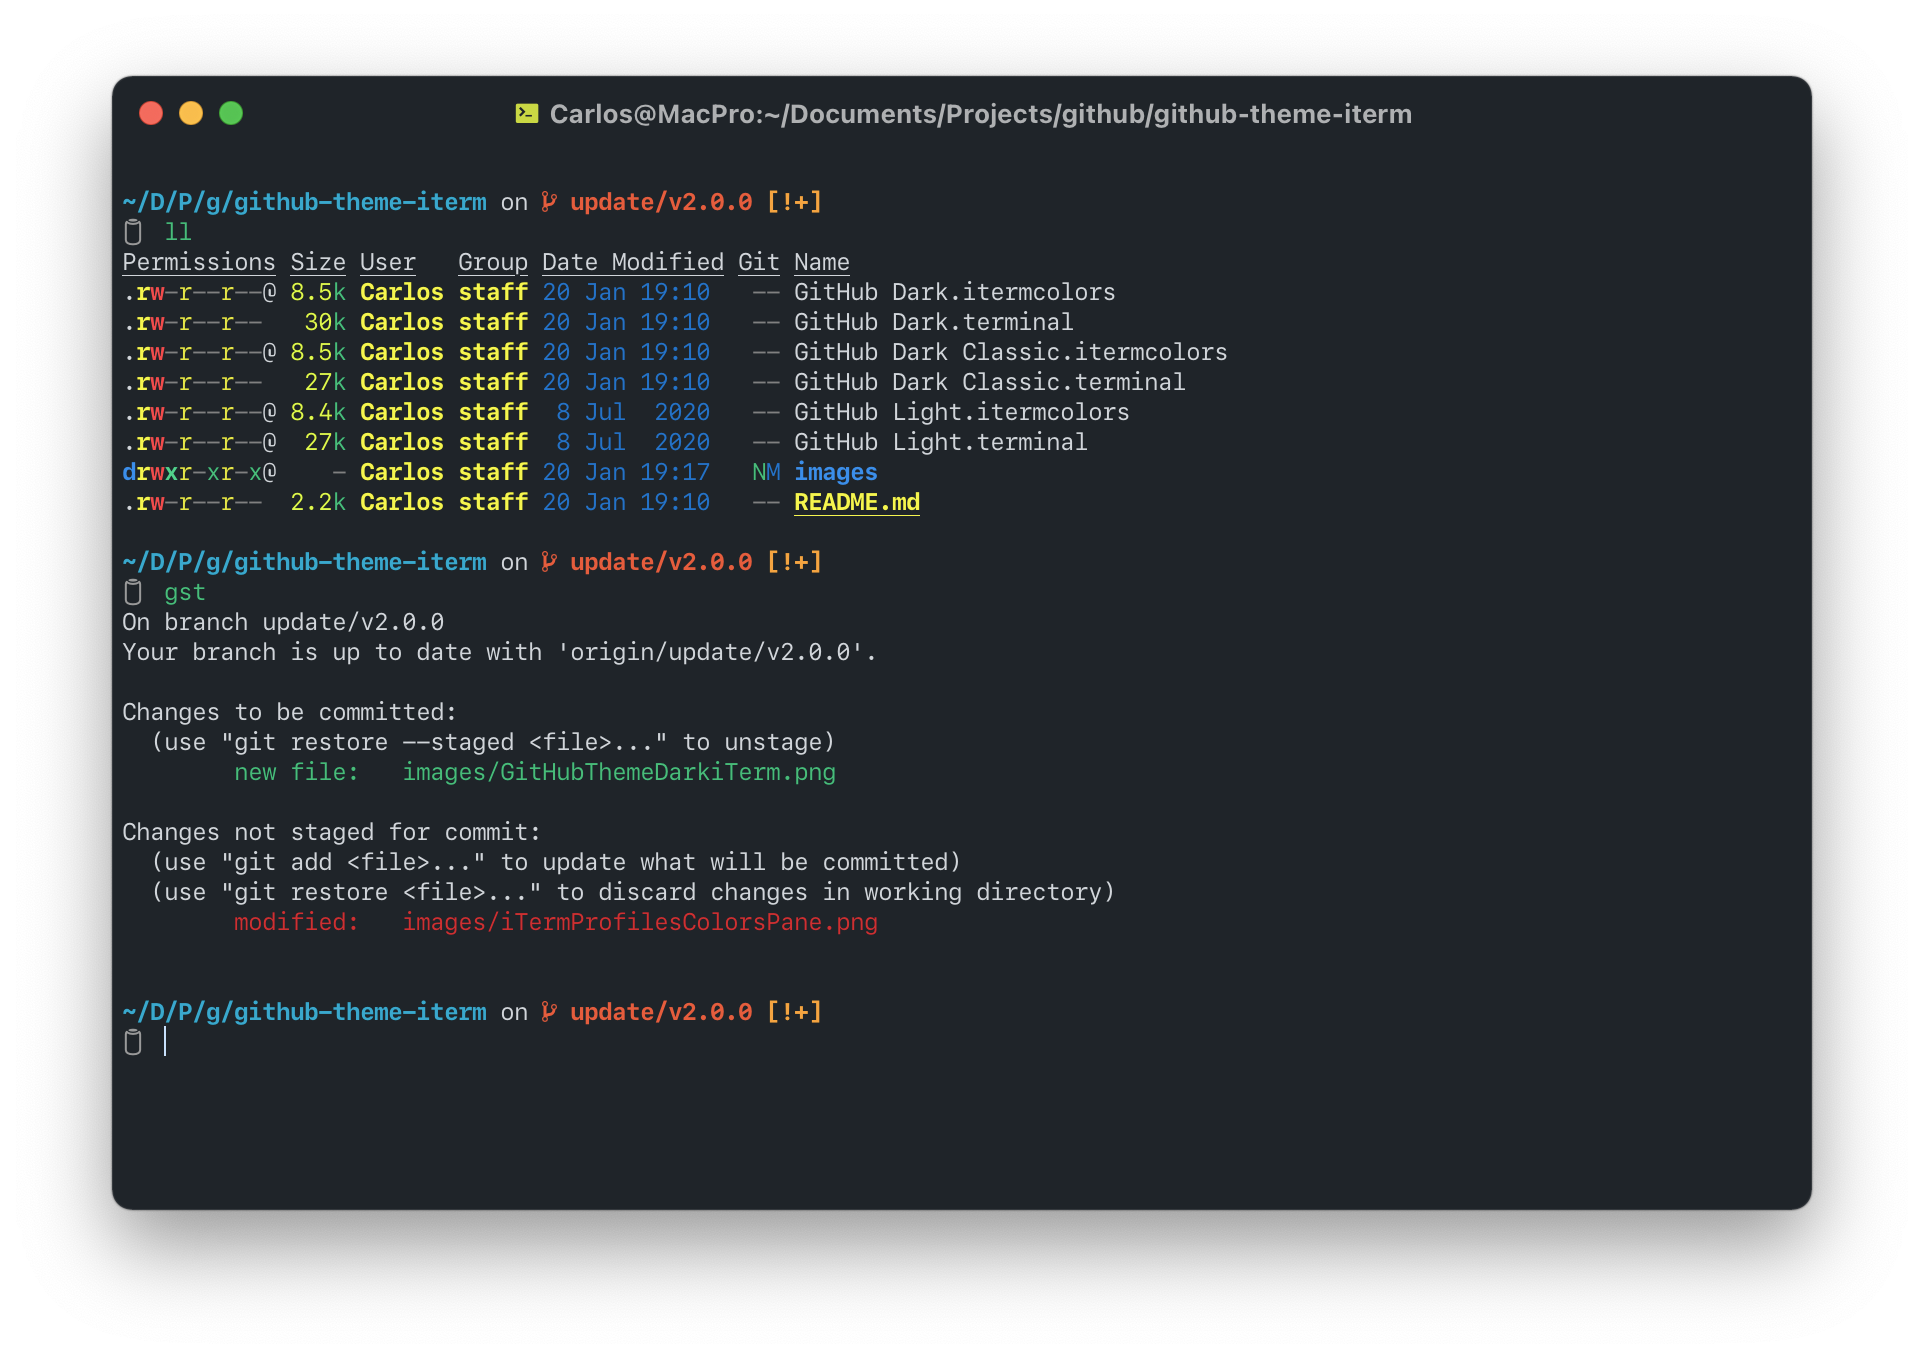 Carlos@MacPro:~/Documents/Projects/github/github-theme-iterm
~/D/P/g/github-theme-iterm on update/v2.0.0 [!+]
ll
Permissions Size User   Group Date Modified Git Name
.rw-r--r--@ 8.5k Carlos staff 20 Jan 19:10   -- GitHub Dark.itermcolors
.rw-r--r--   30k Carlos staff 20 Jan 19:10   -- GitHub Dark.terminal
.rw-r--r--@ 8.5k Carlos staff 20 Jan 19:10   -- GitHub Dark Classic.itermcolors
.rw-r--r--   27k Carlos staff 20 Jan 19:10   -- GitHub Dark Classic.terminal
.rw-r--r--@ 8.4k Carlos staff  8 Jul  2020   -- GitHub Light.itermcolors
.rw-r--r--@  27k Carlos staff  8 Jul  2020   -- GitHub Light.terminal
drwxr-xr-x@    - Carlos staff 20 Jan 19:17   NM images
.rw-r--r--  2.2k Carlos staff 20 Jan 19:10   -- README.md
~/D/P/g/github-theme-iterm on update/v2.0.0 [!+]
gst
On branch update/v2.0.0
Your branch is up to date with 'origin/update/v2.0.0'.
Changes to be committed:
  (use "git restore --staged <file>..." to unstage)
        new file:   images/GitHubThemeDarkiTerm.png
Changes not staged for commit:
  (use "git add <file>..." to update what will be committed)
  (use "git restore <file>..." to discard changes in working directory)
        modified:   images/iTermProfilesColorsPane.png
~/D/P/g/github-theme-iterm on update/v2.0.0 [!+]